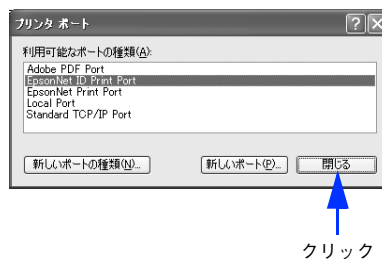 プリンタ ポート
利用可能なポートの種類(A):
Adobe PDF Port
EpsonNet ID Print Port
EpsonNet Print Port
Local Port
Standard TCP/IP Port
新しいポートの種類(N)... 新しいポート(P)... 閉じる
クリック